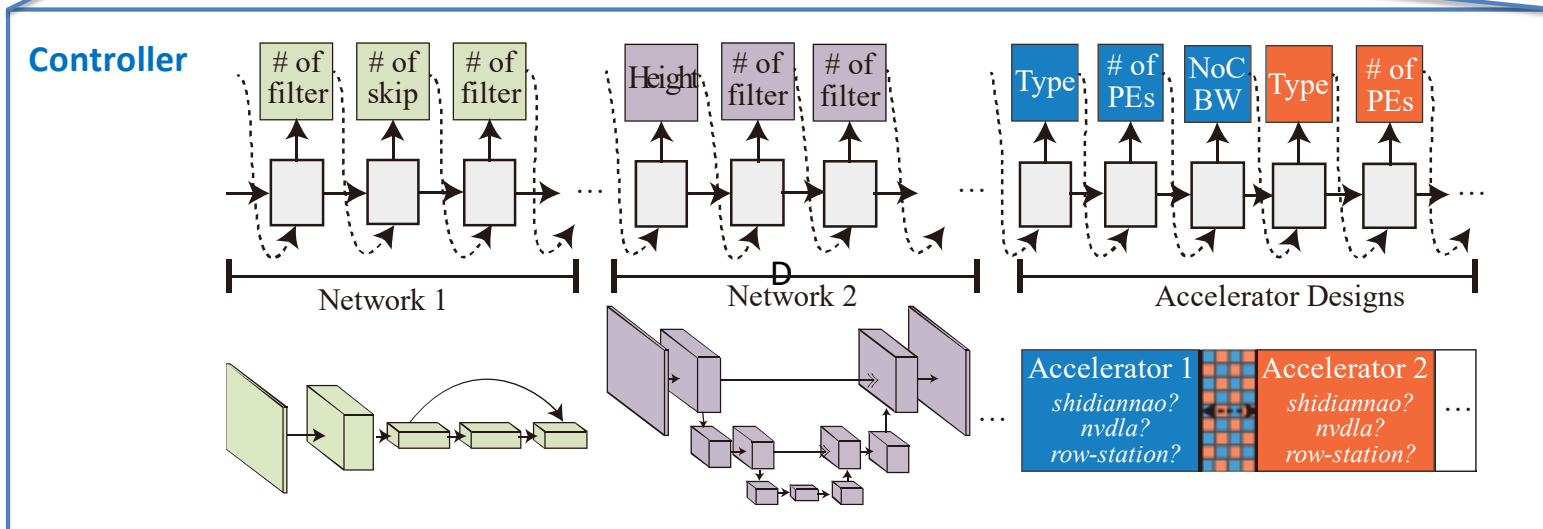 Controller
# of
filter
# of
skip
# of
filter
...
Height
# of
filter
# of
filter
...
Type
# of
PEs
NoC
BW
Type
# of
PEs
...
Network 1
D
Network 2
Accelerator Designs
...
Accelerator 1
shidiannao?
nvdla?
row-station?
Accelerator 2
shidiannao?
nvdla?
row-station?
...